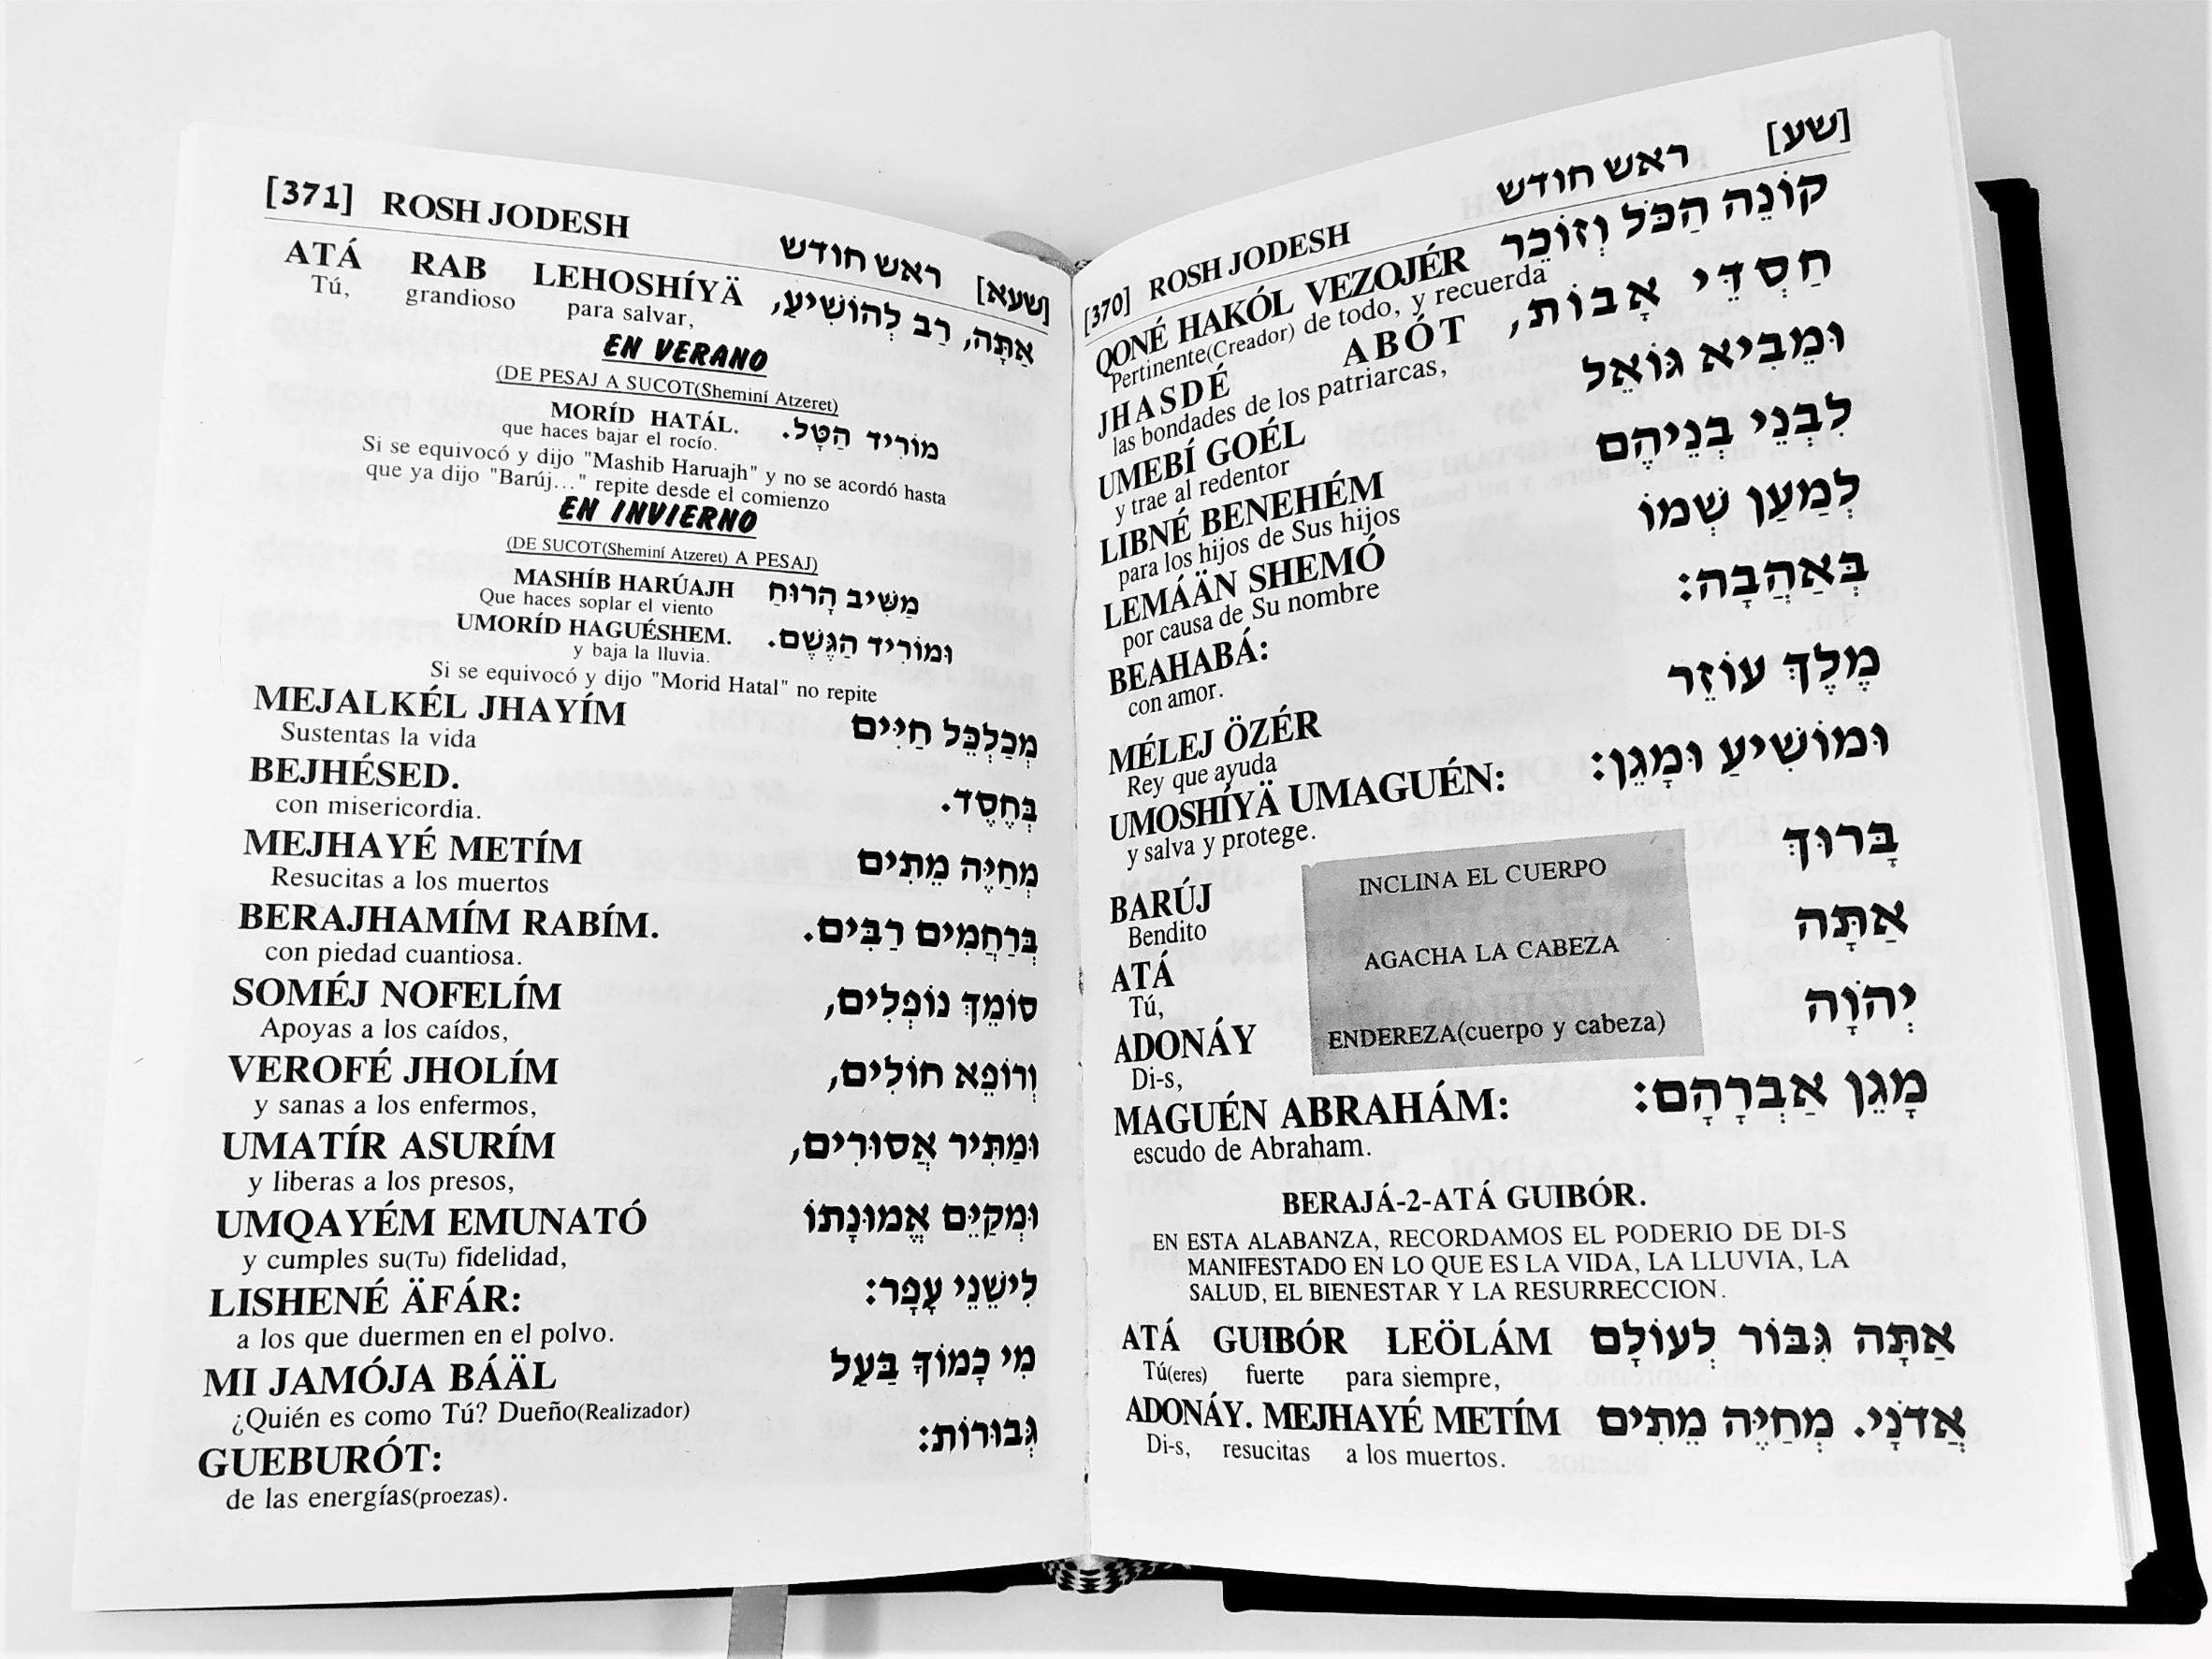 [370] ROSH JODESH ראש חודש [שע]
QONÉ HAKÓL VEZOJÉR קוֹנֵה הַכֹּל וְזוֹכֵר
Pertinente(Creador) de todo, y recuerda
JHASDÉ ABÓT חַסְדֵּי אָבוֹת,
las bondades de los patriarcas,
UMEBÍ GOÉL וּמֵבִיא גּוֹאֵל
y trae al redentor
LIBNÉ BENEHÉM לִבְנֵי בְנֵיהֶם
para los hijos de Sus hijos
LEMÁÄN SHEMÓ לְמַעַן שְׁמוֹ
por causa de Su nombre
BEAHABÁ: בְּאַהֲבָה:
con amor.
MÉLEJ ÖZÉR מֶלֶךְ עוֹזֵר
Rey que ayuda
UMOSHÍYÄ UMAGUÉN: וּמוֹשִׁיעַ וּמָגֵן:
y salva y protege.
BARÚJ INCLINA EL CUERPO בָּרוּךְ
Bendito
ATÁ AGACHA LA CABEZA אַתָּה
Tú,
ADONÁY ENDEREZA(cuerpo y cabeza) יְהֹוָה
Di-s,
MAGUÉN ABRAHÁM: מָגֵן אַבְרָהָם:
escudo de Abraham.
BERAJÁ-2-ATÁ GUIBÓR.
EN ESTA ALABANZA, RECORDAMOS EL PODERIO DE DI-S
MANIFESTADO EN LO QUE ES LA VIDA, LA LLUVIA, LA
SALUD, EL BIENESTAR Y LA RESURRECCION.
ATÁ GUIBÓR LEÖLÁM אַתָּה גִּבּוֹר לְעוֹלָם
Tú(eres) fuerte para siempre,
ADONÁY. MEJHAYÉ METÍM אֲדֹנָי. מְחַיֶּה מֵתִים
Di-s, resucitas a los muertos.
[371] ROSH JODESH ראש חודש [שעא]
ATÁ RAB LEHOSHÍYÄ אַתָּה, רַב לְהוֹשִׁיעַ,
Tú, grandioso para salvar,
EN VERANO
(DE PESAJ A SUCOT(Sheminí Atzeret)
MORÍD HATÁL. מוֹרִיד הַטָּל.
que haces bajar el rocío.
Si se equivocó y dijo "Mashib Haruajh" y no se acordó hasta
que ya dijo "Barúj..." repite desde el comienzo
EN INVIERNO
(DE SUCOT(Sheminí Atzeret) A PESAJ)
MASHÍB HARÚAJH מַשִּׁיב הָרוּחַ
Que haces soplar el viento
UMORÍD HAGUÉSHEM. וּמוֹרִיד הַגֶּשֶׁם.
y baja la lluvia.
Si se equivocó y dijo "Morid Hatal" no repite
MEJALKÉL JHAYÍM מְכַלְכֵּל חַיִּים
Sustentas la vida
BEJHÉSED. בְּחֶסֶד.
con misericordia.
MEJHAYÉ METÍM מְחַיֶּה מֵתִים
Resucitas a los muertos
BERAJHAMÍM RABÍM. בְּרַחֲמִים רַבִּים.
con piedad cuantiosa.
SOMÉJ NOFELÍM סוֹמֵךְ נוֹפְלִים,
Apoyas a los caídos,
VEROFÉ JHOLÍM וְרוֹפֵא חוֹלִים,
y sanas a los enfermos,
UMATÍR ASURÍM וּמַתִּיר אֲסוּרִים,
y liberas a los presos,
UMQAYÉM EMUNATÓ וּמְקַיֵּם אֱמוּנָתוֹ
y cumples su(Tu) fidelidad,
LISHENÉ ÄFÁR: לִישֵׁנֵי עָפָר:
a los que duermen en el polvo.
MI JAMÓJA BÁÄL מִי כָמוֹךָ בַּעַל
¿Quién es como Tú? Dueño(Realizador)
GUEBURÓT: גְּבוּרוֹת:
de las energías(proezas).